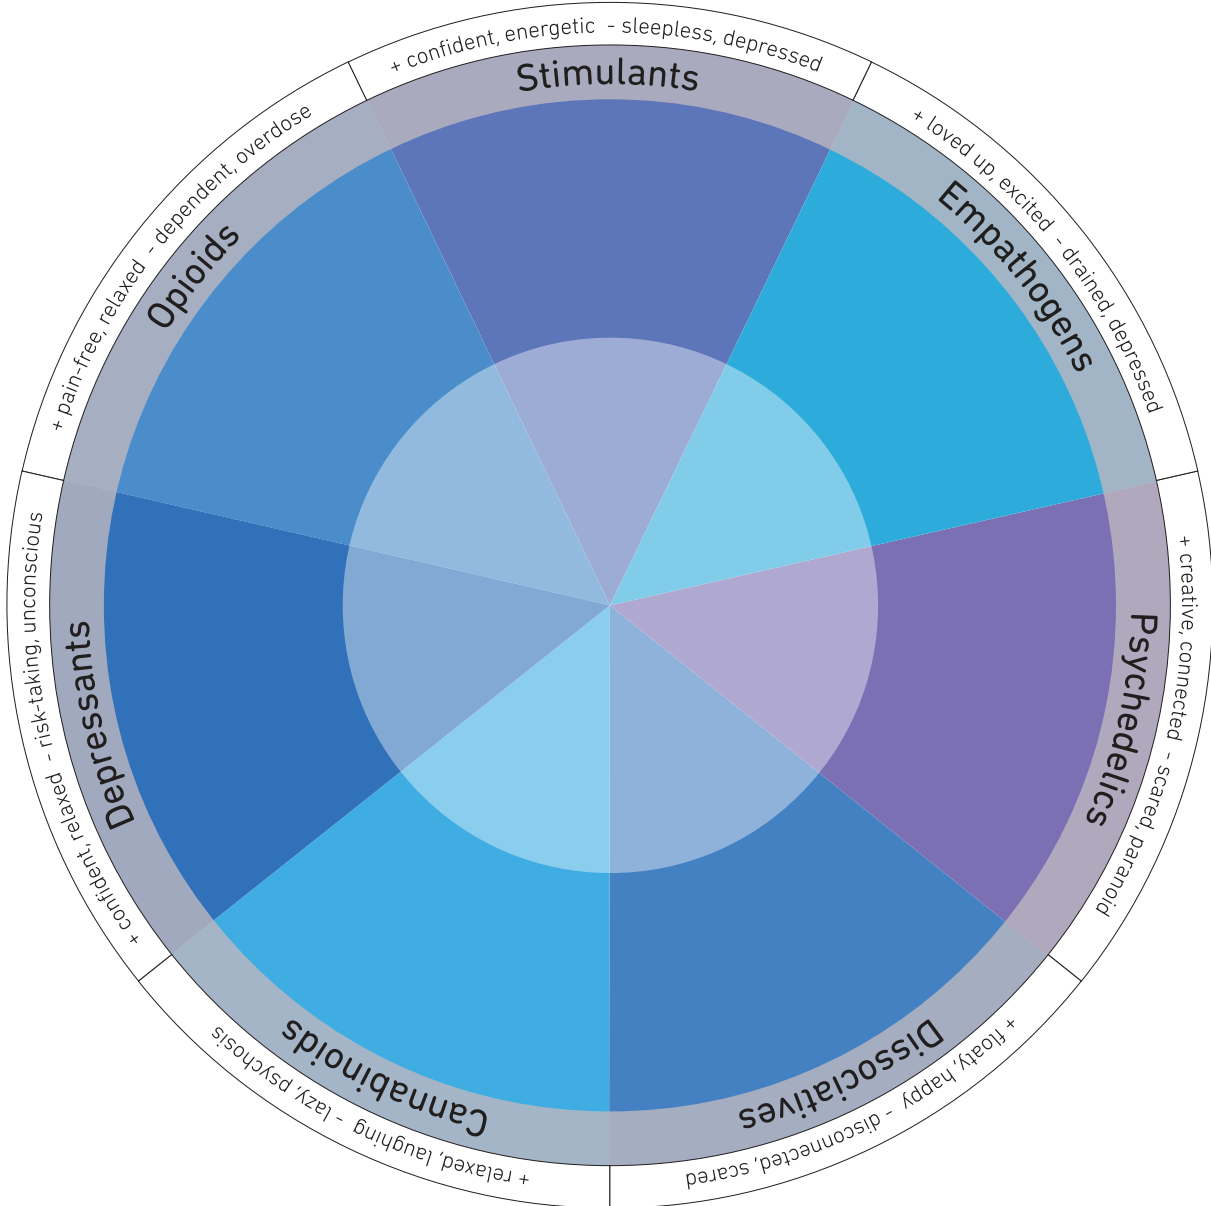 + confident, energetic - sleepless, depressed
Stimulants
+ loved up, excited - drained, depressed
Empathogens
+ creative, connected - scared, paranoid
Psychedelics
+ floaty, happy - disconnected, scared
Dissociatives
+ relaxed, laughing - lazy, psychosis
Cannabinoids
+ confident, relaxed - risk-taking, unconscious
Depressants
+ pain-free, relaxed - dependent, overdose
Opioids